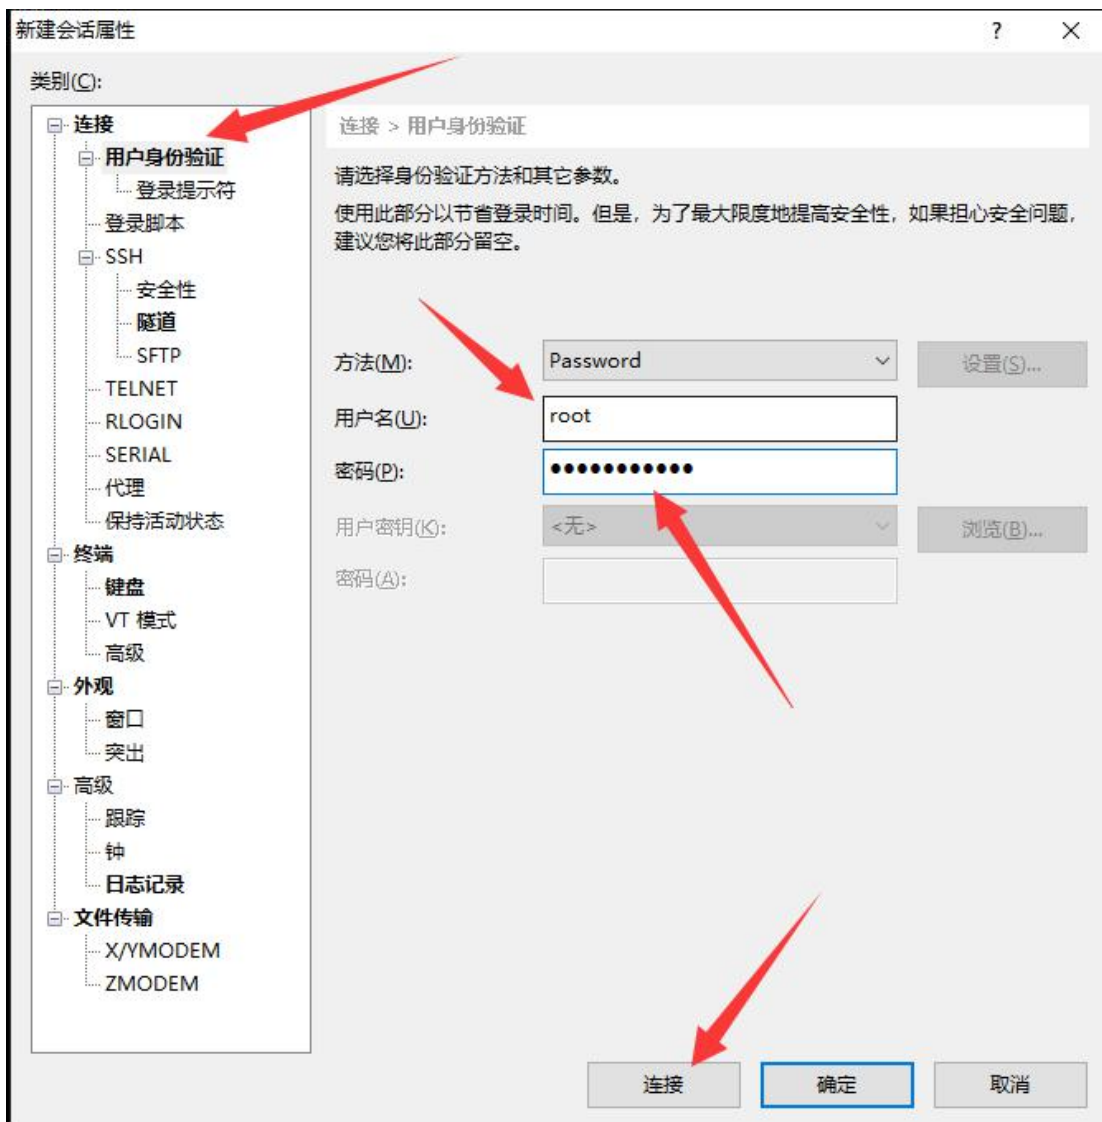 新建会话属性
?
类别(C):
连接
用户身份验证
登录提示符
登录脚本
SSH
安全性
隧道
SFTP
TELNET
RLOGIN
SERIAL
代理
保持活动状态
终端
键盘
VT 模式
高级
外观
窗口
突出
高级
跟踪
钟
日志记录
文件传输
X/YMODEM
ZMODEM
连接 > 用户身份验证
请选择身份验证方法和其它参数。
使用此部分以节省登录时间。但是，为了最大限度地提高安全性，如果担心安全问题，
建议您将此部分留空。
方法(M): Password 设置(S)...
用户名(U): root
密码(P): ●●●●●●●●●●●
用户密钥(K): <无> 浏览(B)...
密码(A):
连接 确定 取消